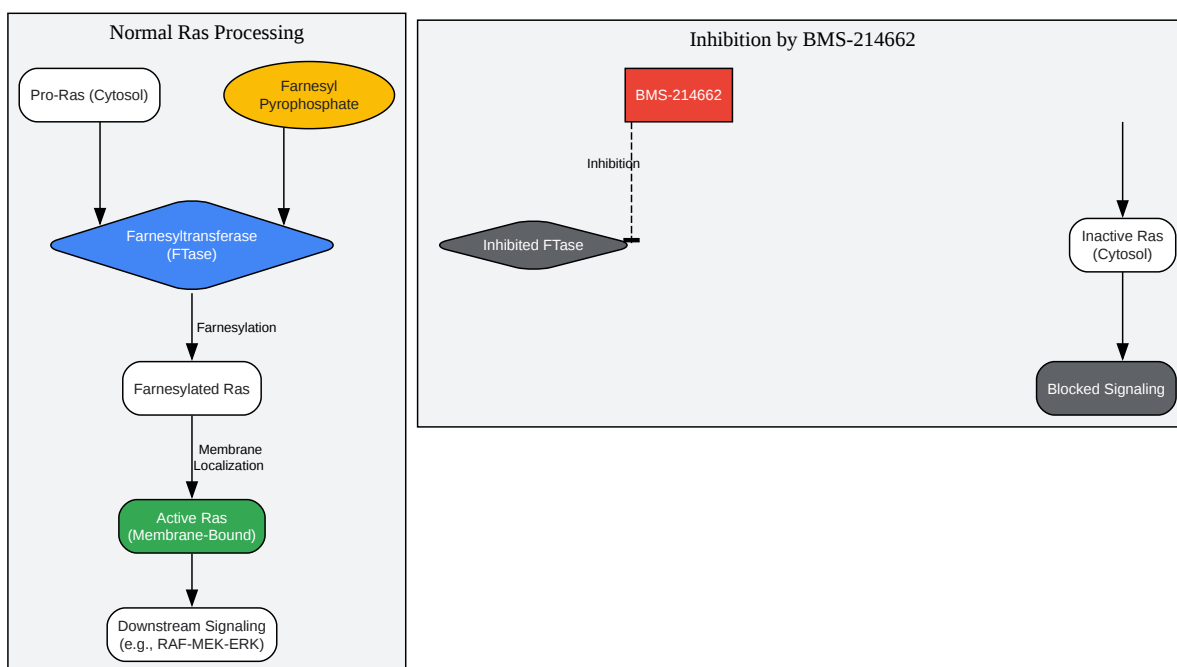 Normal Ras Processing
Pro-Ras (Cytosol)
Farnesyl
Pyrophosphate
Farnesyltransferase
(FTase)
Farnesylation
Farnesylated Ras
Membrane
Localization
Active Ras
(Membrane-Bound)
Downstream Signaling
(e.g., RAF-MEK-ERK)
Inhibition by BMS-214662
BMS-214662
Inhibition
Inhibited FTase
Inactive Ras
(Cytosol)
Blocked Signaling